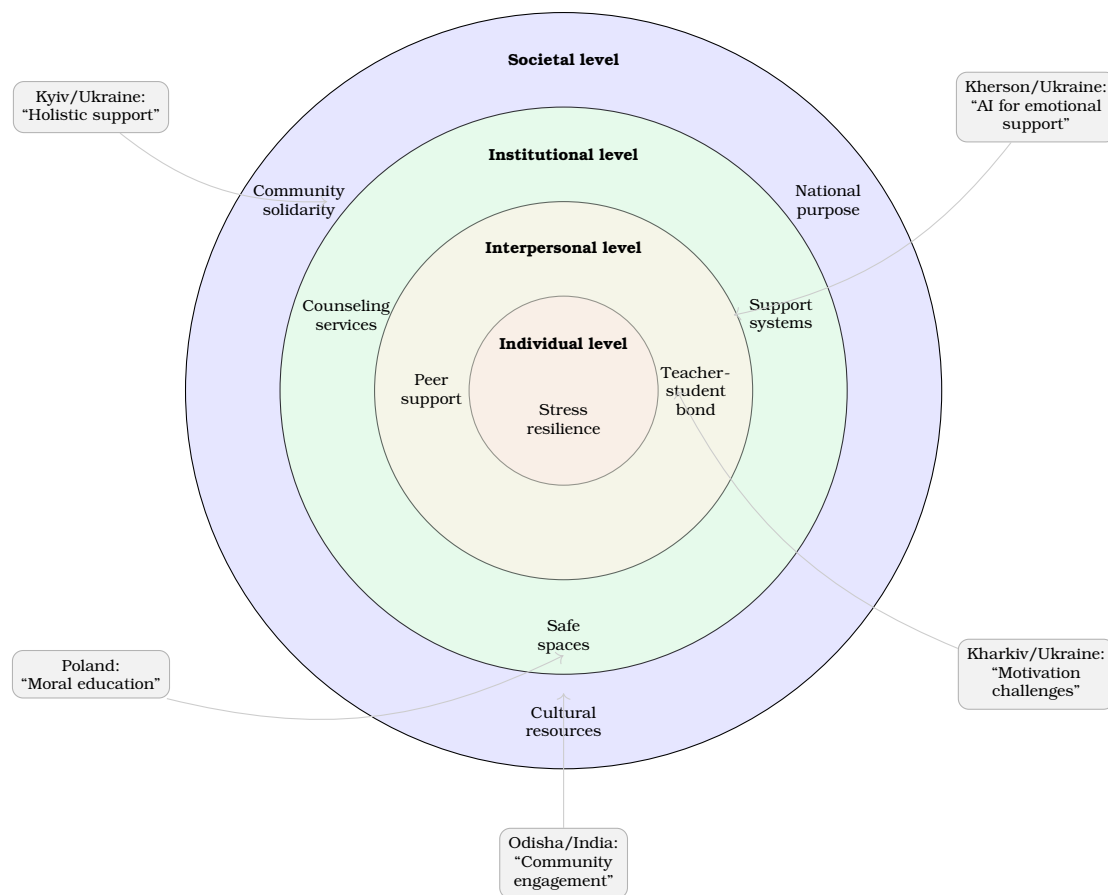 Societal level
Kyiv/Ukraine:
“Holistic support”
Kherson/Ukraine:
“AI for emotional
support”
Institutional level
Community
solidarity
National
purpose
Interpersonal level
Counseling
services
Support
systems
Individual level
Peer
support
Teacher-
student
bond
Stress
resilience
Safe
spaces
Poland:
“Moral education”
Kharkiv/Ukraine:
“Motivation
challenges”
Cultural
resources
Odisha/India:
“Community
engagement”